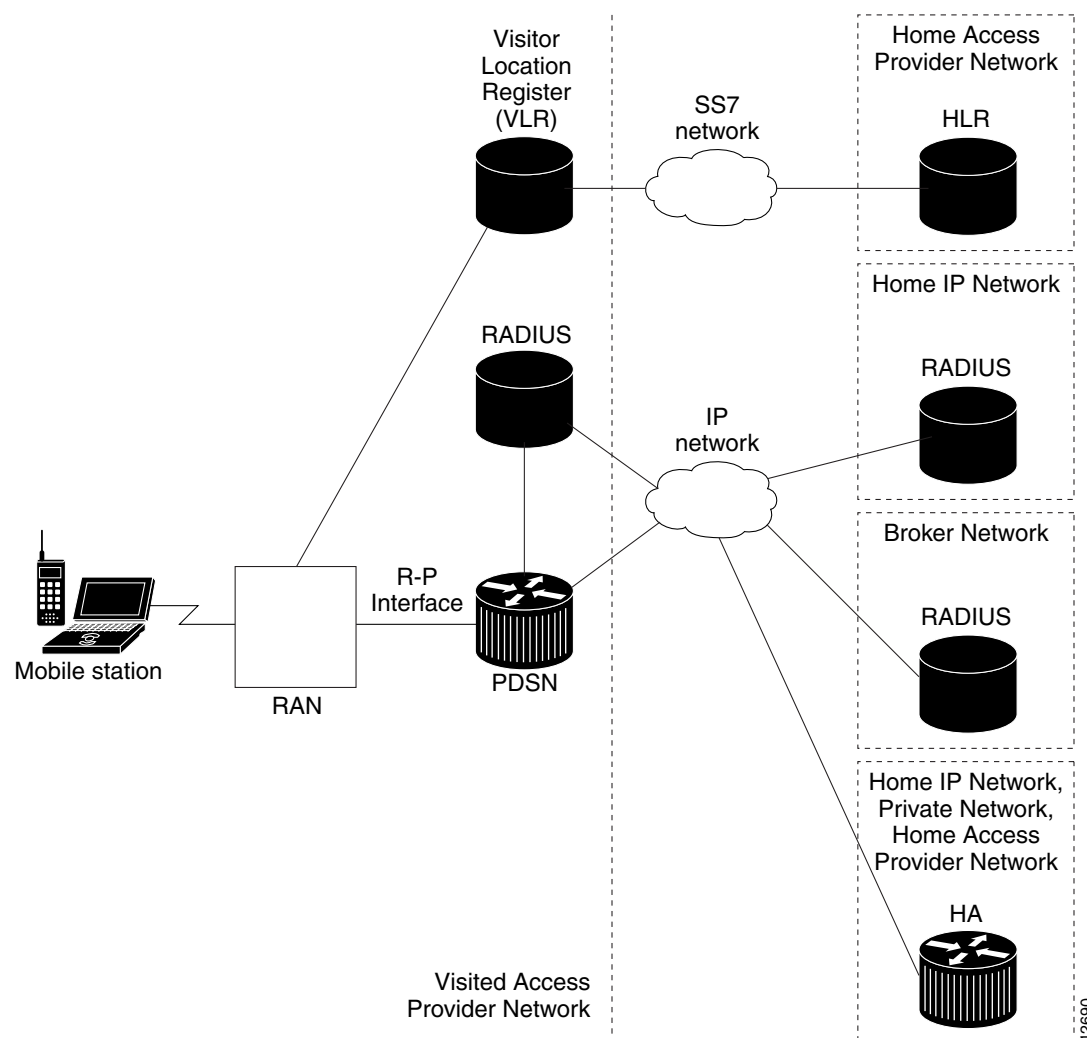 Visitor
Location
Register
(VLR)
SS7
network
Home Access
Provider Network
HLR
Home IP Network
RADIUS
RADIUS
IP
network
Broker Network
RADIUS
R-P
Interface
Mobile station
RAN
PDSN
Home IP Network,
Private Network,
Home Access
Provider Network
HA
Visited Access
Provider Network